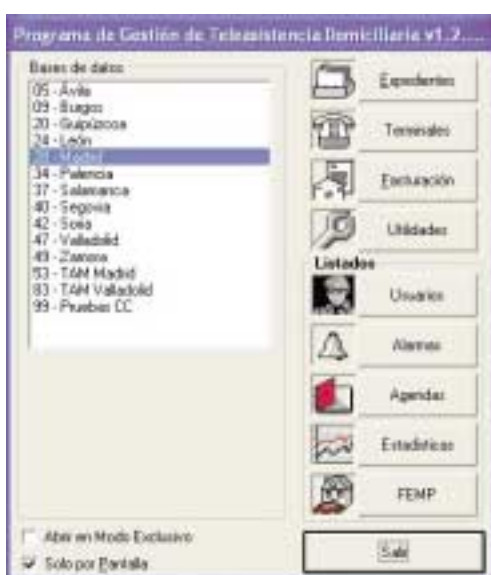 Programa de Gestión de Teleasistencia Domiciliaria v1.2....
Bases de datos
05 - Ávila
09 - Burgos
20 - Guipúzcoa
24 - León
28 - Madrid
34 - Palencia
37 - Salamanca
40 - Segovia
42 - Soria
47 - Valladolid
49 - Zamora
53 - TAM Madrid
83 - TAM Valladolid
99 - Pruebas CC
Expedientes
Terminales
Facturación
Utilidades
Listados
Usuarios
Alarmas
Agendas
Estadísticas
FEMP
Abrir en Modo Exclusivo
Solo por Pantalla
Salir